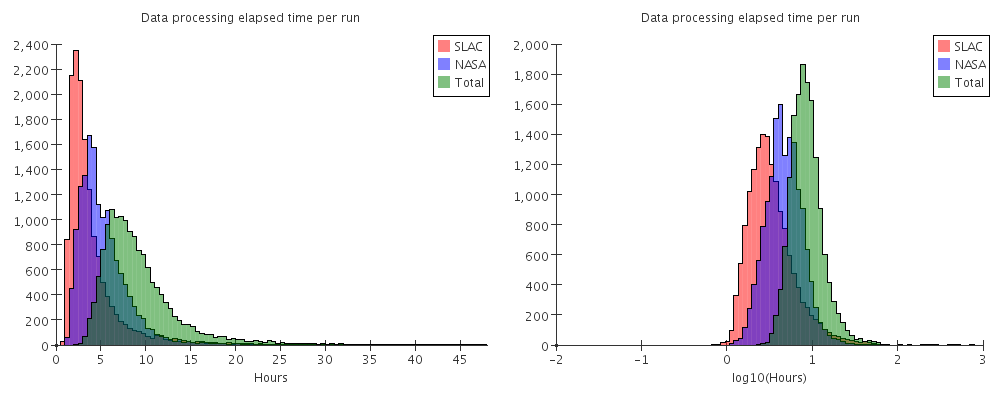 Data processing elapsed time per run
2,400
2,200
2,000
1,800
1,600
1,400
1,200
1,000
800
600
400
200
0
0 5 10 15 20 25 30 35 40 45
Hours
SLAC
NASA
Total
Data processing elapsed time per run
2,000
1,800
1,600
1,400
1,200
1,000
800
600
400
200
0
-2 -1 0 1 2 3
log10(Hours)
SLAC
NASA
Total